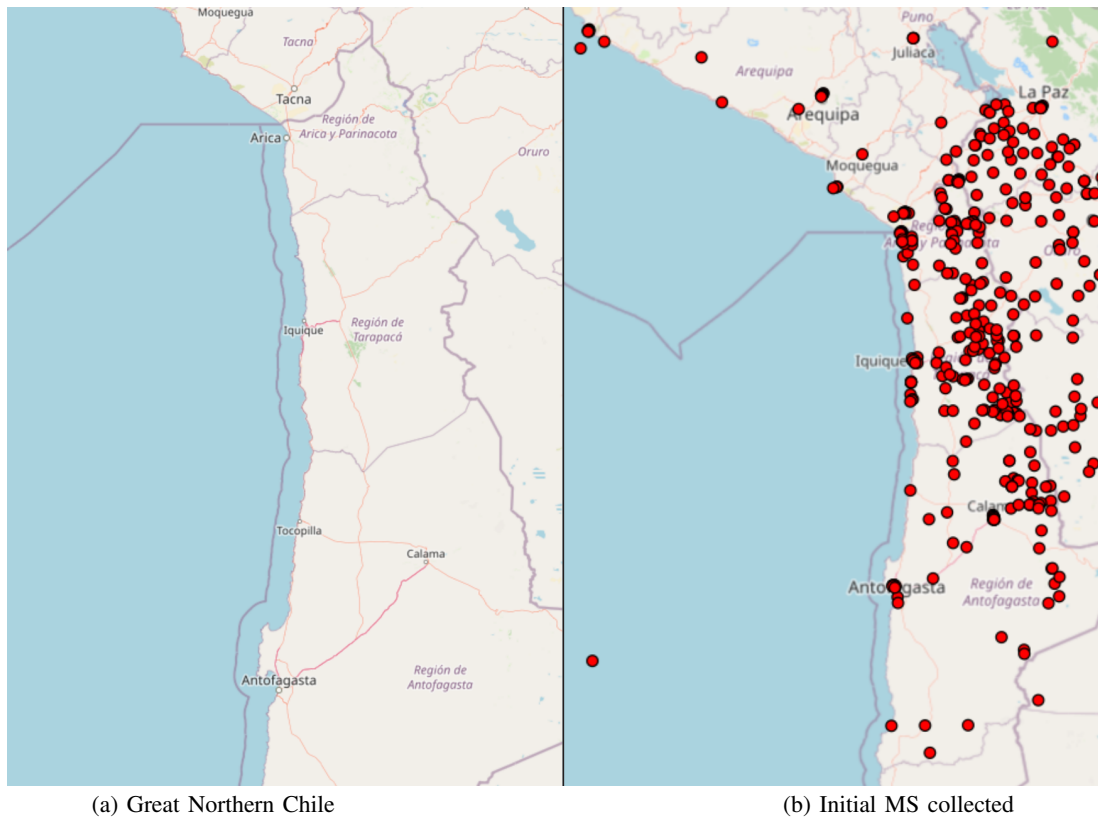 Moquegua
Tacna
Tacna
Región de
Arica y Parinacota
Arica
Oruro
Iquique
Región de
Tarapacá
Tocopilla
Calama
Región de
Antofagasta
Antofagasta
Puno
Juliaca
Arequipa
La Paz
Arequipa
Moquegua
Iquique
Antofagasta
Región de
Antofagasta
(a) Great Northern Chile
(b) Initial MS collected